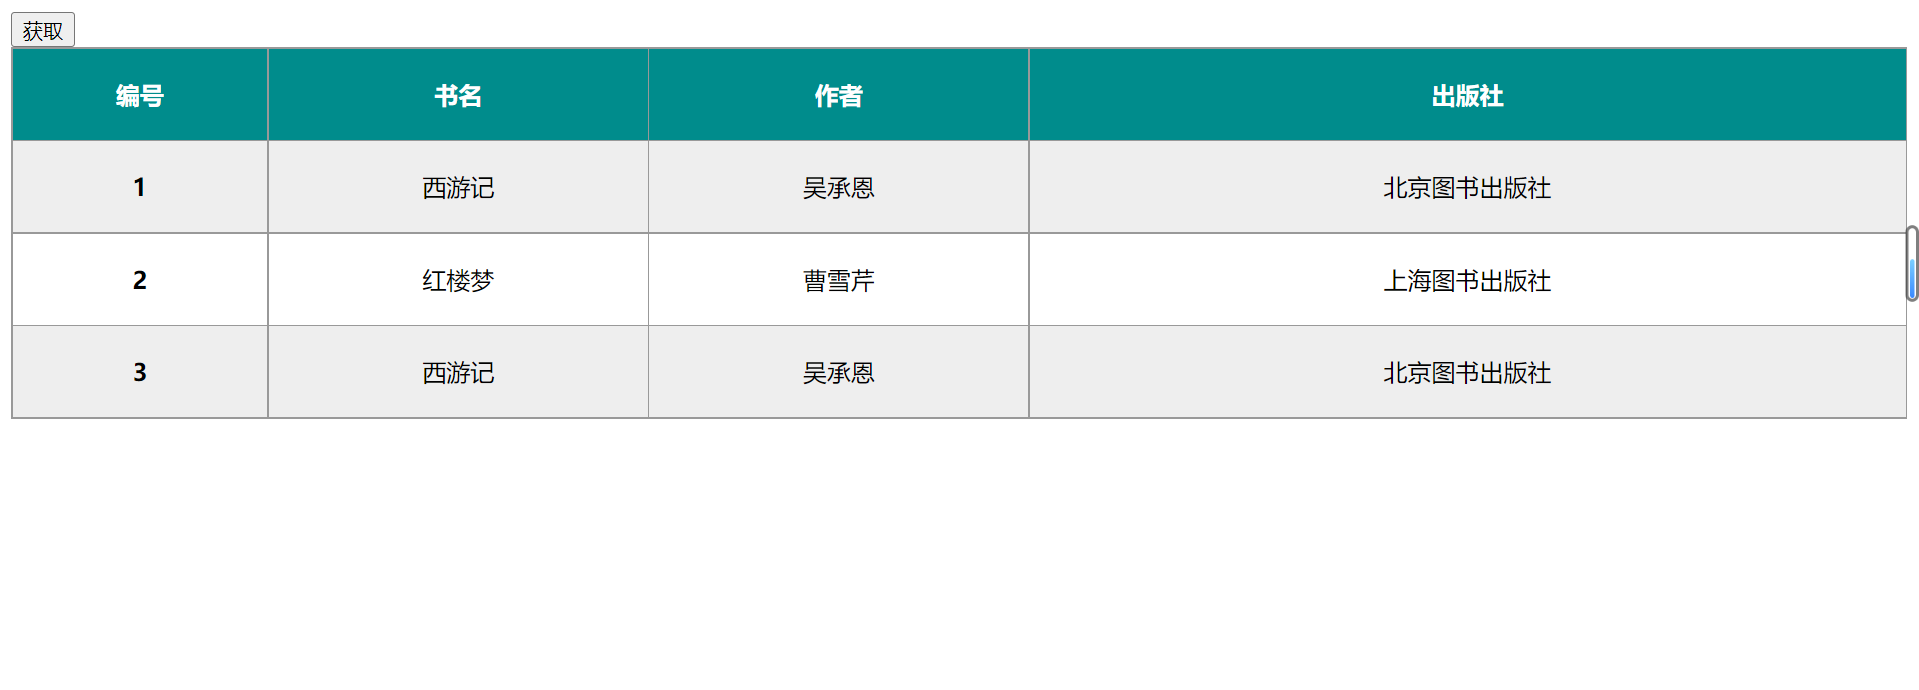 获取
编号 书名 作者 出版社
1 西游记 吴承恩 北京图书出版社
2 红楼梦 曹雪芹 上海图书出版社
3 西游记 吴承恩 北京图书出版社